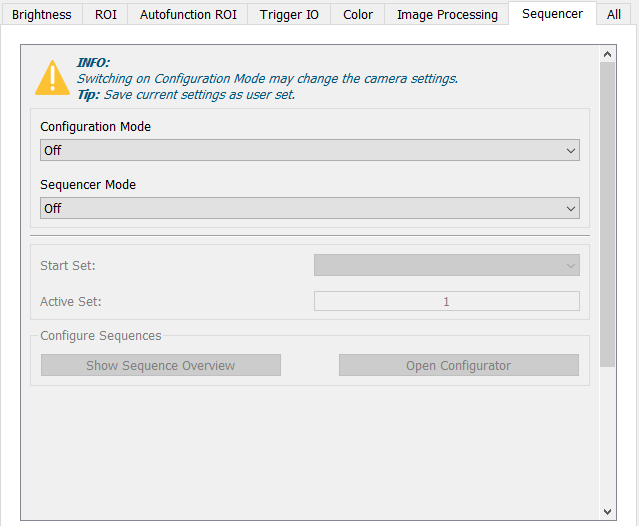 Brightness ROI Autofunction ROI Trigger IO Color Image Processing Sequencer All
INFO:
Switching on Configuration Mode may change the camera settings.
Tip: Save current settings as user set.
Configuration Mode
Off
Sequencer Mode
Off
Start Set:
Active Set: 1
Configure Sequences
Show Sequence Overview Open Configurator